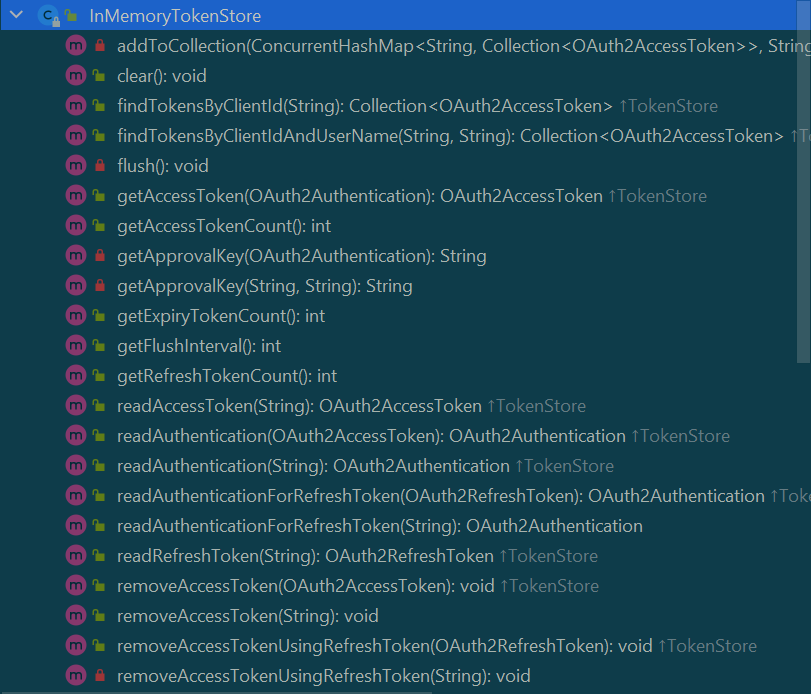 InMemoryTokenStore
addToCollection(ConcurrentHashMap<String, Collection<OAuth2AccessToken>>, String
clear(): void
findTokensByClientId(String): Collection<OAuth2AccessToken> ↑TokenStore
findTokensByClientIdAndUserName(String, String): Collection<OAuth2AccessToken> ↑T
flush(): void
getAccessToken(OAuth2Authentication): OAuth2AccessToken ↑TokenStore
getAccessTokenCount(): int
getApprovalKey(OAuth2Authentication): String
getApprovalKey(String, String): String
getExpiryTokenCount(): int
getFlushInterval(): int
getRefreshTokenCount(): int
readAccessToken(String): OAuth2AccessToken ↑TokenStore
readAuthentication(OAuth2AccessToken): OAuth2Authentication ↑TokenStore
readAuthentication(String): OAuth2Authentication ↑TokenStore
readAuthenticationForRefreshToken(OAuth2RefreshToken): OAuth2Authentication ↑Toke
readAuthenticationForRefreshToken(String): OAuth2Authentication
readRefreshToken(String): OAuth2RefreshToken ↑TokenStore
removeAccessToken(OAuth2AccessToken): void ↑TokenStore
removeAccessToken(String): void
removeAccessTokenUsingRefreshToken(OAuth2RefreshToken): void ↑TokenStore
removeAccessTokenUsingRefreshToken(String): void